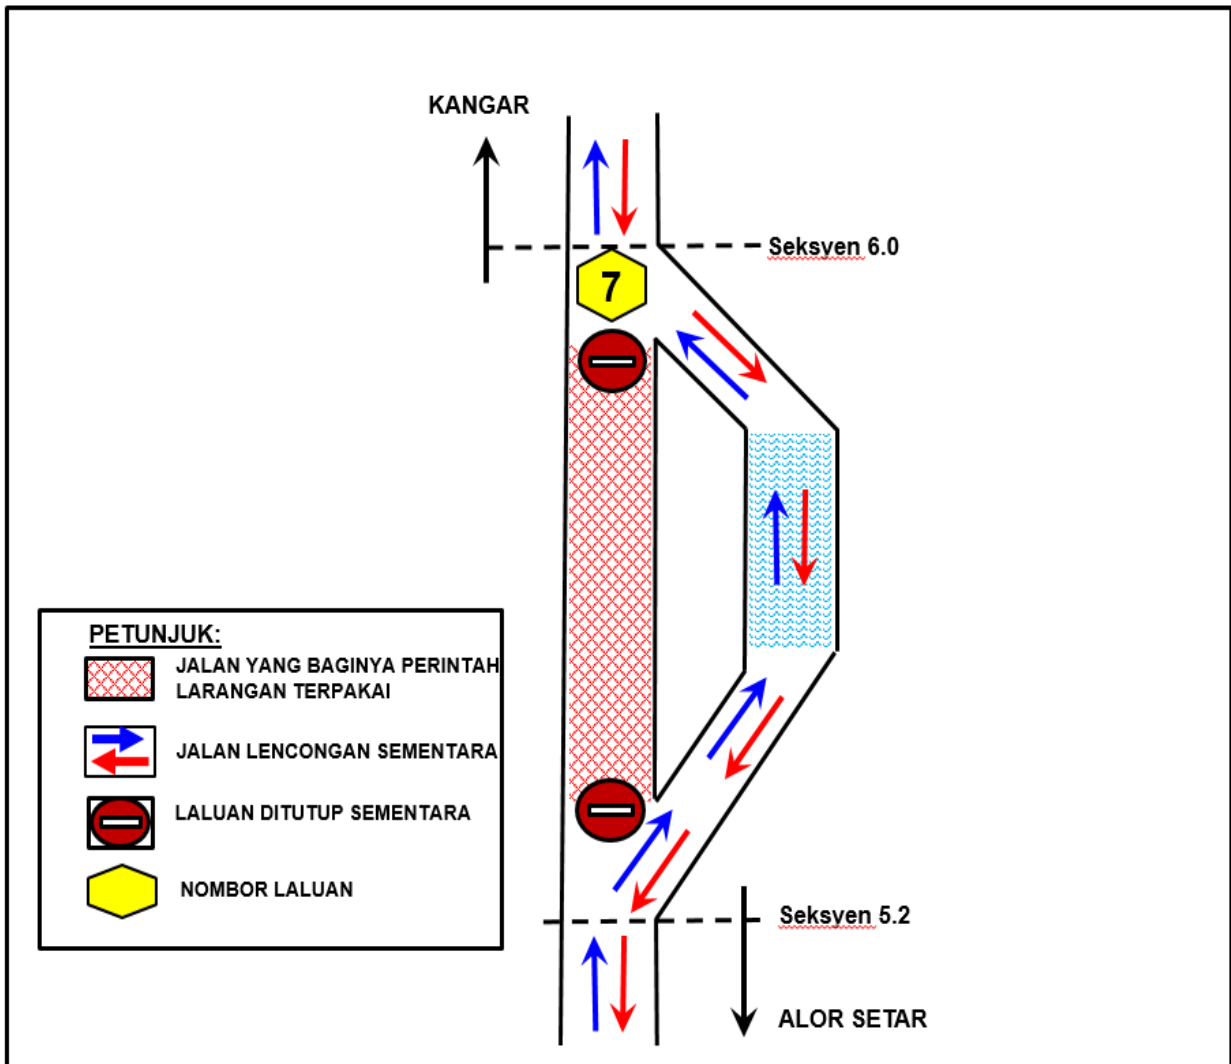 KANGAR
Seksyen 6.0
7
PETUNJUK:
JALAN YANG BAGINYA PERINTAH
LARANGAN TERPAKAI
JALAN LENCONGAN SEMENTARA
LALUAN DITUTUP SEMENTARA
NOMBOR LALUAN
Seksyen 5.2
ALOR SETAR